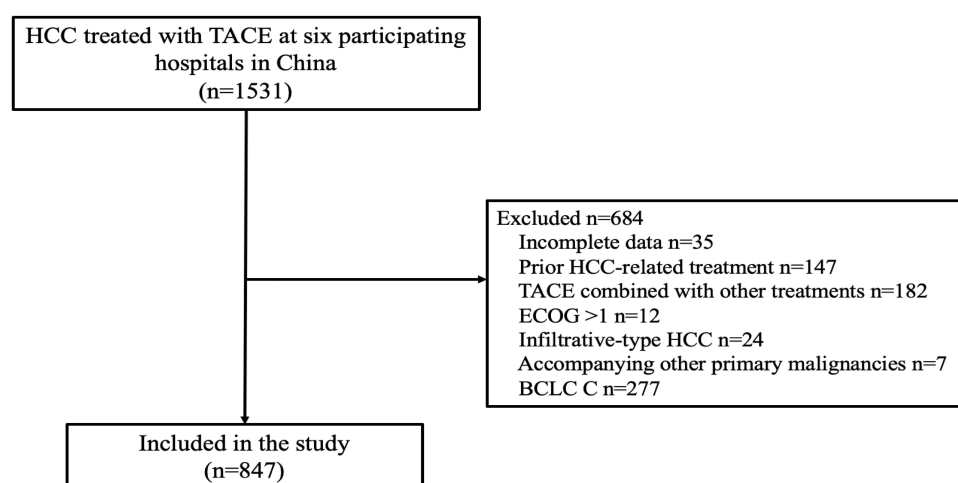 HCC treated with TACE at six participating
hospitals in China
(n=1531)
Excluded n=684
Incomplete data n=35
Prior HCC-related treatment n=147
TACE combined with other treatments n=182
ECOG >1 n=12
Infiltrative-type HCC n=24
Accompanying other primary malignancies n=7
BCLC C n=277
Included in the study
(n=847)